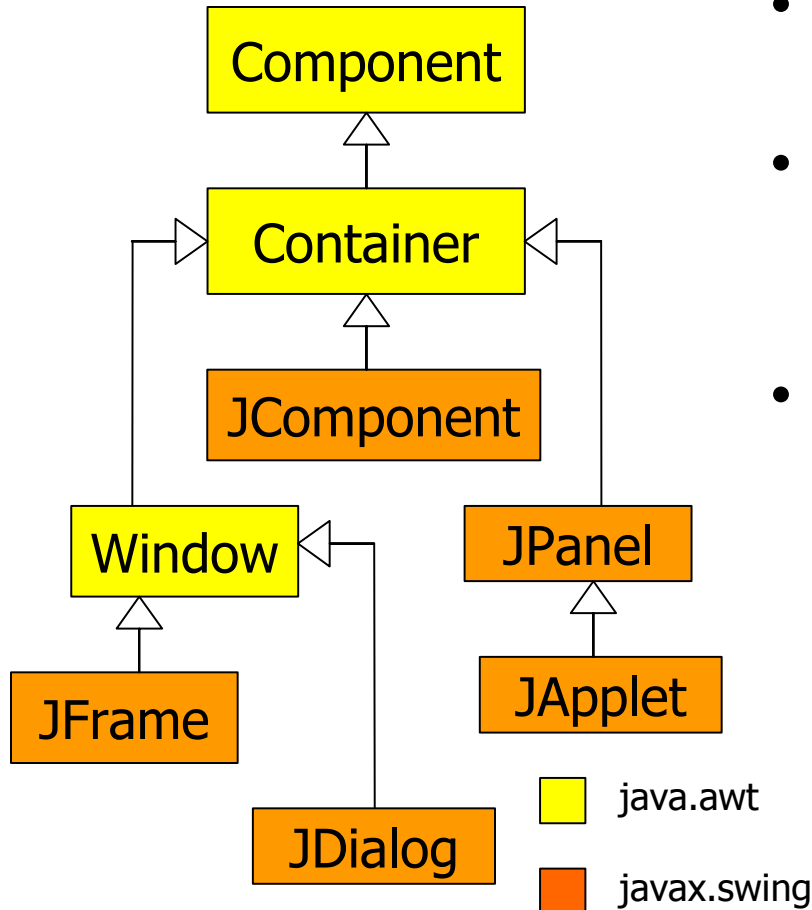 Component
Container
JComponent
Window
JPanel
JFrame
JApplet
JDialog
java.awt
javax.swing